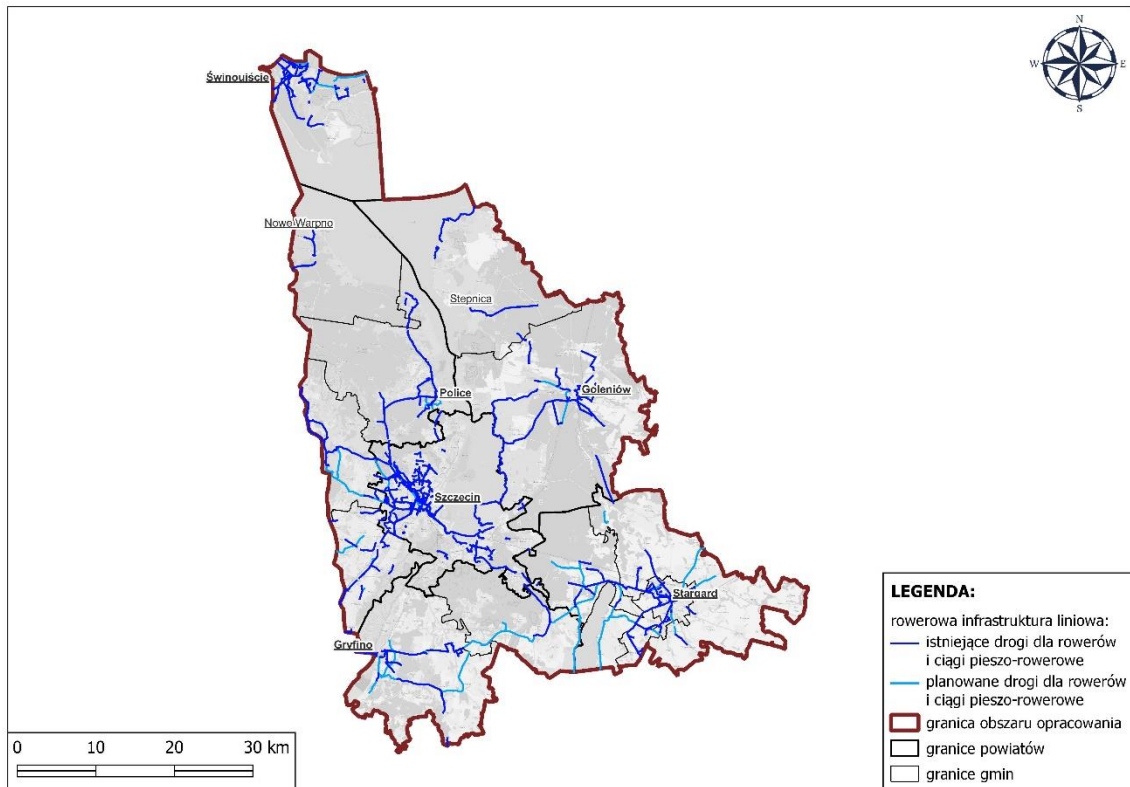 N
W
E
S
Świnoujście
Nowe Warpno
Stepnica
Police
Goleniów
Szczecin
Stargard
Gryfino
LEGENDA:
rowerowa infrastruktura liniowa:
istniejące drogi dla rowerów
i ciągi pieszo-rowerowe
planowane drogi dla rowerów
i ciągi pieszo-rowerowe
granica obszaru opracowania
granice powiatów
granice gmin
0 10 20 30 km